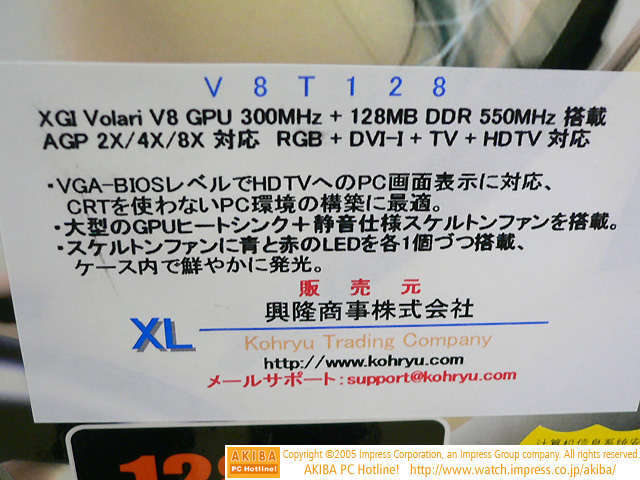 V8T128
XGI Volari V8 GPU 300MHz + 128MB DDR 550MHz 搭載
AGP 2X/4X/8X 対応 RGB + DVI-I + TV + HDTV 対応
・VGA-BIOSレベルでHDTVへのPC画面表示に対応、
CRTを使わないPC環境の構築に最適。
・大型のGPUヒートシンク＋静音仕様スケルトンファンを搭載。
・スケルトンファンに青と赤のLEDを各1個づつ搭載、
ケース内で鮮やかに発光。
販売元
興隆商事株式会社
XL
Kohryu Trading Company
http://www.kohryu.com
メールサポート：support@kohryu.com
计算机信息系统安
AKIBA
PC Hotline!
Copyright ©2005 Impress Corporation, an Impress Group company. All rights reserved.
AKIBA PC Hotline! http://www.watch.impress.co.jp/akiba/